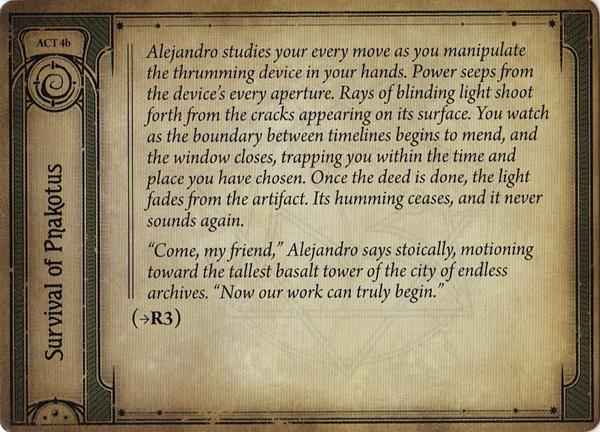 ACT 4b
Survival of Pnakotus
Alejandro studies your every move as you manipulate
the thrumming device in your hands. Power seeps from
the device's every aperture. Rays of blinding light shoot
forth from the cracks appearing on its surface. You watch
as the boundary between timelines begins to mend, and
the window closes, trapping you within the time and
place you have chosen. Once the deed is done, the light
fades from the artifact. Its humming ceases, and it never
sounds again.
“Come, my friend,” Alejandro says stoically, motioning
toward the tallest basalt tower of the city of endless
archives. “Now our work can truly begin.”
(→R3)